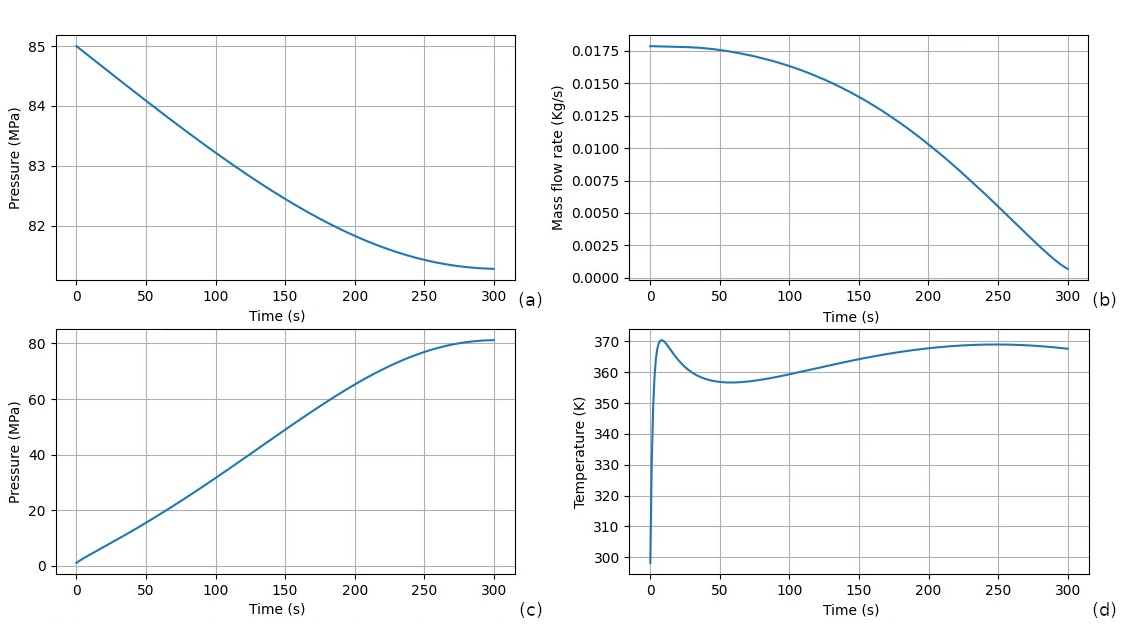 85
84
83
82
Pressure (MPa)
0 50 100 150 200 250 300
Time (s)
(a)
0.0175
0.0150
0.0125
0.0100
0.0075
0.0050
0.0025
0.0000
Mass flow rate (Kg/s)
0 50 100 150 200 250 300
Time (s)
(b)
80
60
40
20
0
Pressure (MPa)
0 50 100 150 200 250 300
Time (s)
(c)
370
360
350
340
330
320
310
300
Temperature (K)
0 50 100 150 200 250 300
Time (s)
(d)